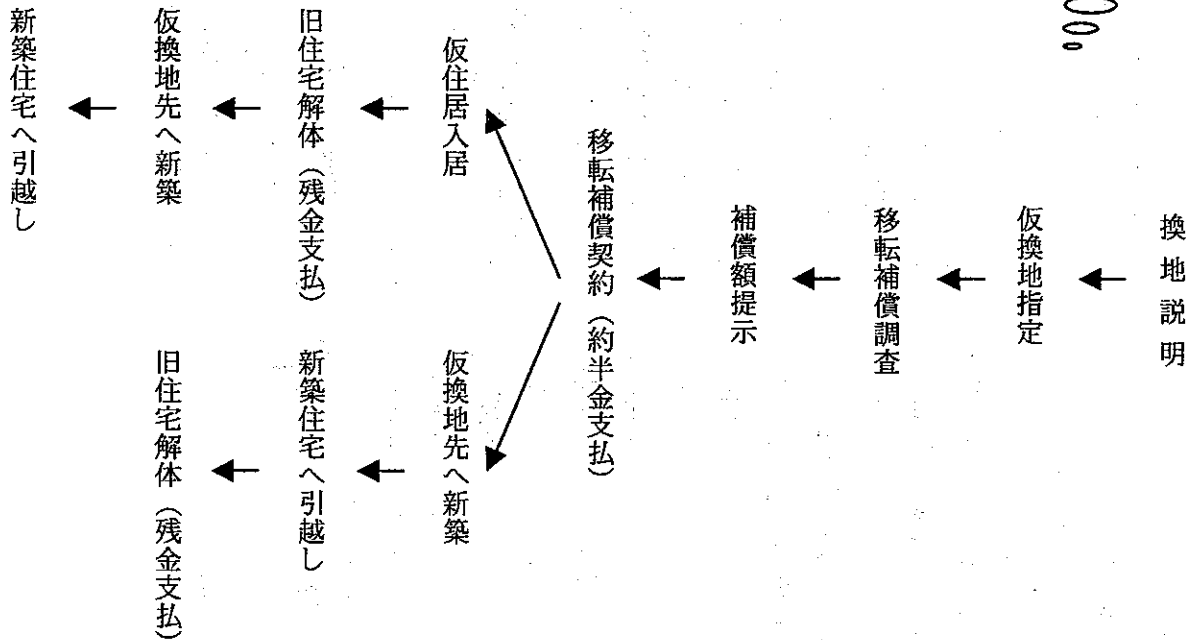 換地説明
仮換地指定
移転補償調査
補償額提示
移転補償契約（約半金支払）
仮住居入居
旧住宅解体（残金支払）
仮換地先へ新築
新築住宅へ引越し
仮換地先へ新築
新築住宅へ引越し
旧住宅解体（残金支払）